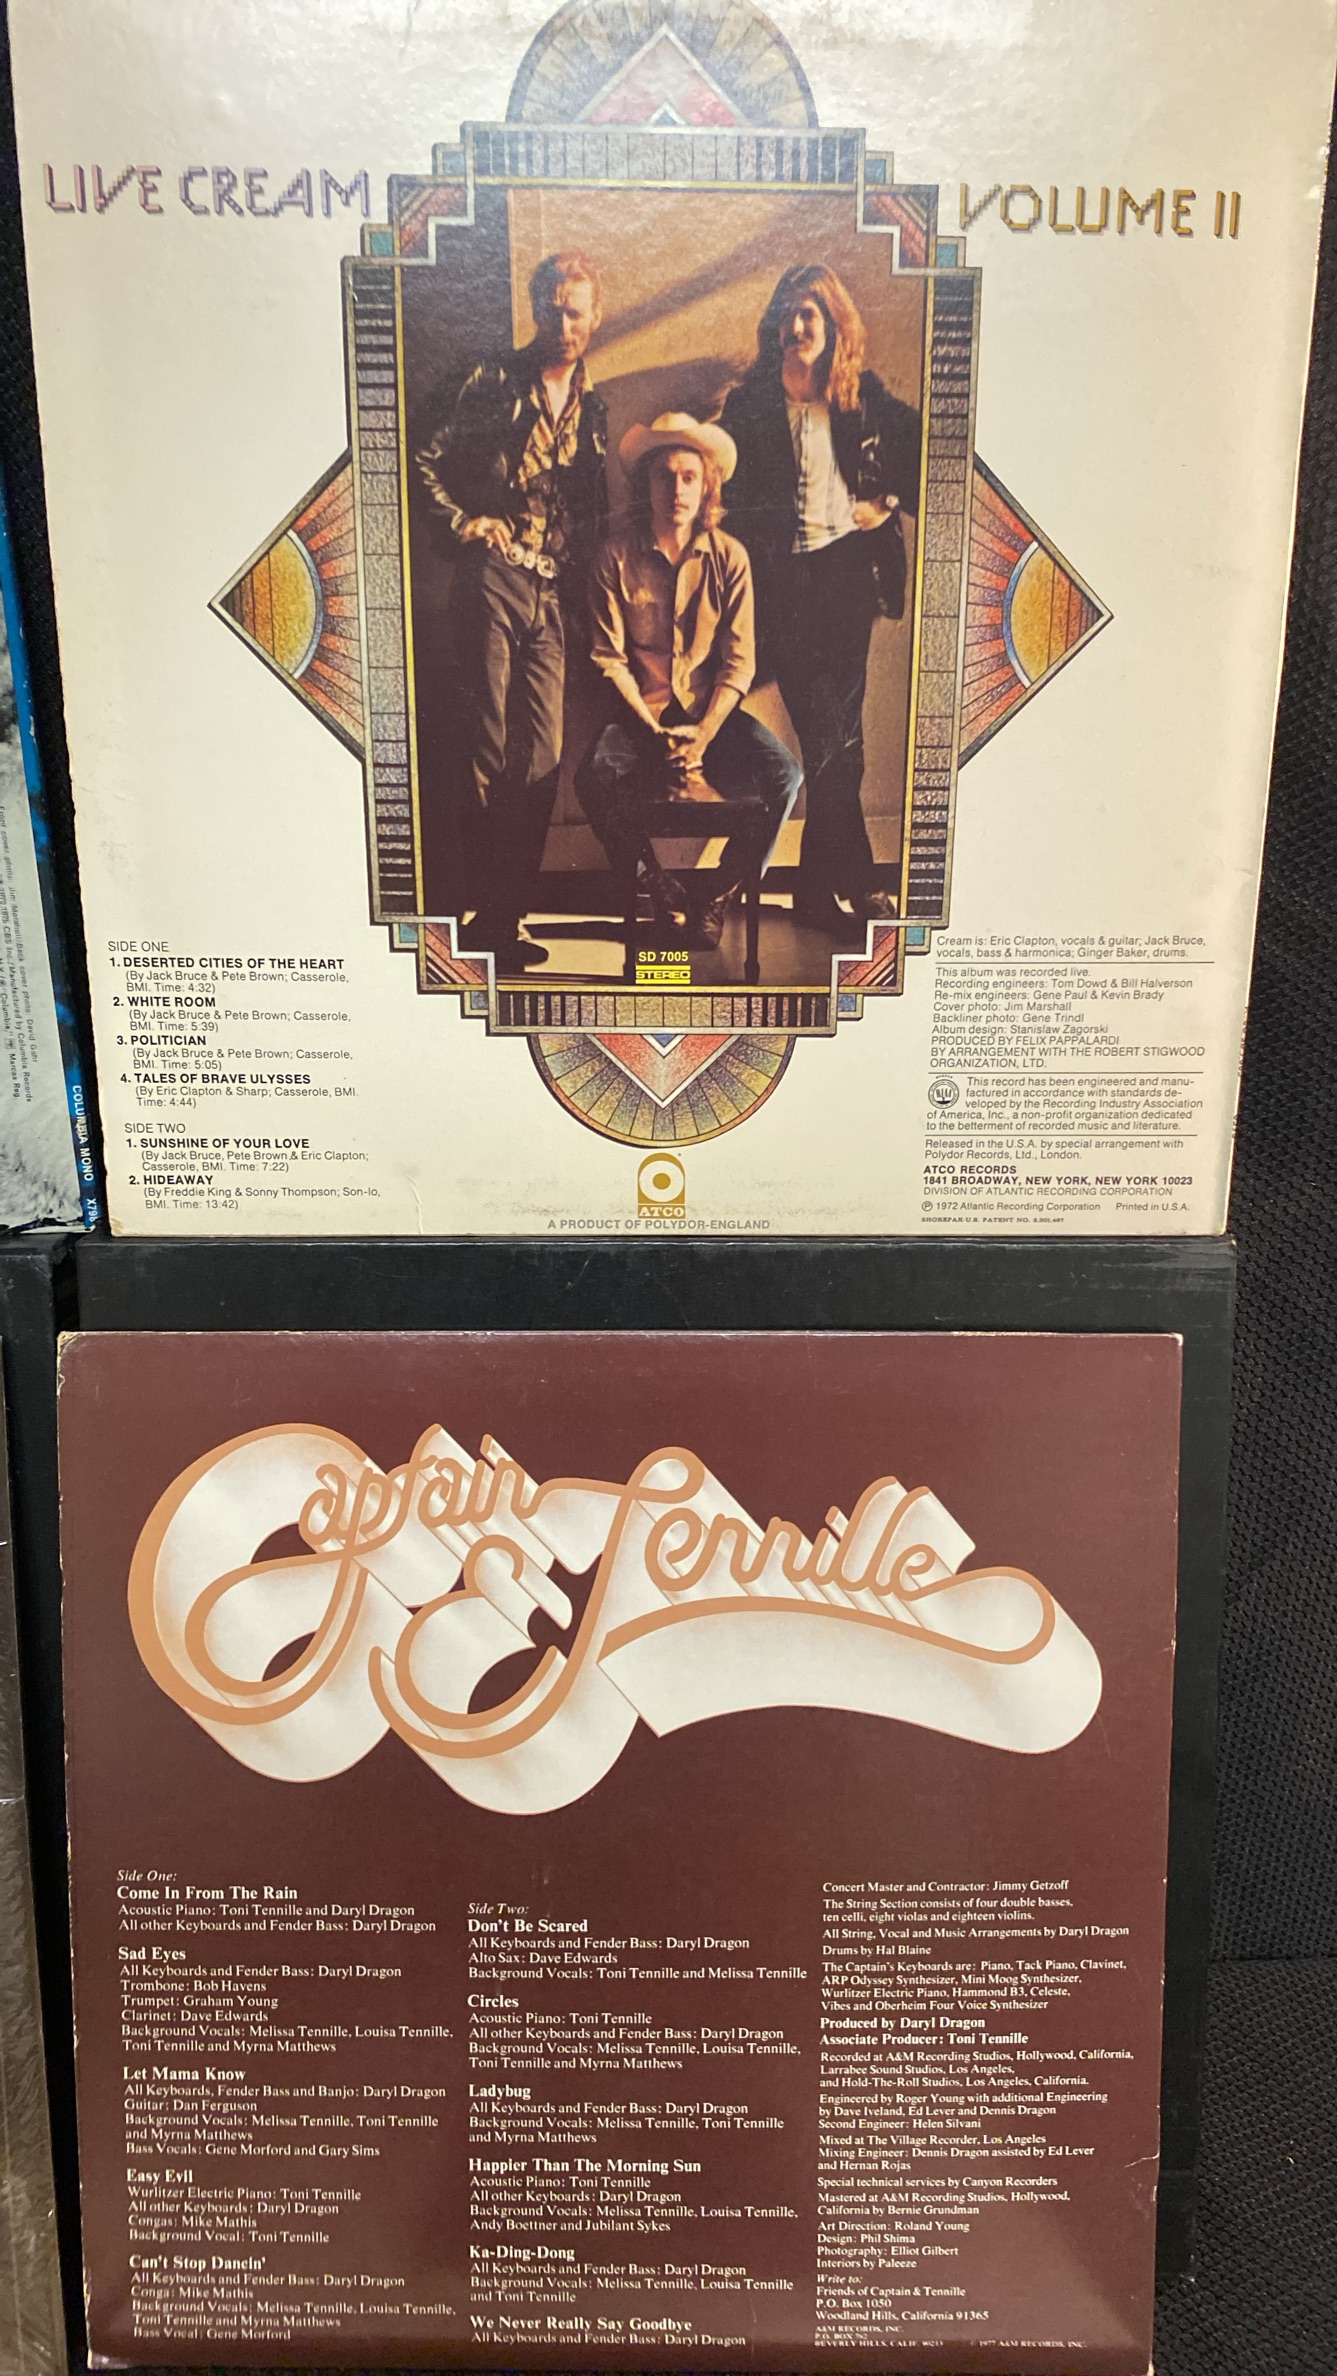 LIVE CREAM
VOLUME II
SD 7005
STEREO
SIDE ONE
1. DESERTED CITIES OF THE HEART
(By Jack Bruce & Pete Brown; Casserole,
BMI. Time: 4:32)
2. WHITE ROOM
(By Jack Bruce & Pete Brown; Casserole,
BMI. Time: 5:39)
3. POLITICIAN
(By Jack Bruce & Pete Brown; Casserole,
BMI. Time: 5:05)
4. TALES OF BRAVE ULYSSES
(By Eric Clapton & Sharp; Casserole, BMI.
Time: 4:44)
SIDE TWO
1. SUNSHINE OF YOUR LOVE
(By Jack Bruce, Pete Brown & Eric Clapton;
Casserole, BMI. Time: 7:22)
2. HIDEAWAY
(By Freddie King & Sonny Thompson; Son-lo,
BMI. Time: 13:42)
ATCO
A PRODUCT OF POLYDOR-ENGLAND
Cream is: Eric Clapton, vocals & guitar; Jack Bruce,
vocals, bass & harmonica; Ginger Baker, drums.
This album was recorded live.
Recording engineers: Tom Dowd & Bill Halverson
Re-mix engineers: Gene Paul & Kevin Brady
Cover photo: Jim Marshall
Backliner photo: Gene Trindl
Album design: Stanislaw Zagorski
PRODUCED BY FELIX PAPPALARDI
BY ARRANGEMENT WITH THE ROBERT STIGWOOD
ORGANIZATION, LTD.
This record has been engineered and manu-
factured in accordance with standards de-
veloped by the Recording Industry Association
of America, Inc., a non-profit organization dedicated
to the betterment of recorded music and literature.
Released in the U.S.A. by special arrangement with
Polydor Records, Ltd., London.
ATCO RECORDS
1841 BROADWAY, NEW YORK, NEW YORK 10023
DIVISION OF ATLANTIC RECORDING CORPORATION
℗ 1972 Atlantic Recording Corporation Printed in U.S.A.
SHOREPAK-U.S. PATENT NO.
COLUMBIA MONO
Captain & Tennille
Side One:
Come In From The Rain
Acoustic Piano: Toni Tennille and Daryl Dragon
All other Keyboards and Fender Bass: Daryl Dragon
Sad Eyes
All Keyboards and Fender Bass: Daryl Dragon
Trombone: Bob Havens
Trumpet: Graham Young
Clarinet: Dave Edwards
Background Vocals: Melissa Tennille, Louisa Tennille,
Toni Tennille and Myrna Matthews
Let Mama Know
All Keyboards, Fender Bass and Banjo: Daryl Dragon
Guitar: Dan Ferguson
Background Vocals: Melissa Tennille, Toni Tennille
and Myrna Matthews
Bass Vocals: Gene Morford and Gary Sims
Easy Evil
Wurlitzer Electric Piano: Toni Tennille
All other Keyboards: Daryl Dragon
Congas: Mike Mathis
Background Vocal: Toni Tennille
Can't Stop Dancin'
All Keyboards and Fender Bass: Daryl Dragon
Conga: Mike Mathis
Background Vocals: Melissa Tennille, Louisa Tennille,
Toni Tennille and Myrna Matthews
Bass Vocal: Gene Morford
Side Two:
Don't Be Scared
All Keyboards and Fender Bass: Daryl Dragon
Alto Sax: Dave Edwards
Background Vocals: Toni Tennille and Melissa Tennille
Circles
Acoustic Piano: Toni Tennille
All other Keyboards and Fender Bass: Daryl Dragon
Background Vocals: Melissa Tennille, Louisa Tennille,
Toni Tennille and Myrna Matthews
Ladybug
All Keyboards and Fender Bass: Daryl Dragon
Background Vocals: Melissa Tennille, Toni Tennille
and Myrna Matthews
Happier Than The Morning Sun
Acoustic Piano: Toni Tennille
All other Keyboards: Daryl Dragon
Background Vocals: Melissa Tennille, Louisa Tennille,
Andy Boettner and Jubilant Sykes
Ka-Ding-Dong
All Keyboards and Fender Bass: Daryl Dragon
Background Vocals: Melissa Tennille, Louisa Tennille
and Toni Tennille
We Never Really Say Goodbye
All Keyboards and Fender Bass: Daryl Dragon
Concert Master and Contractor: Jimmy Getzoff
The String Section consists of four double basses,
ten celli, eight violas and eighteen violins.
All String, Vocal and Music Arrangements by Daryl Dragon
Drums by Hal Blaine
The Captain's Keyboards are: Piano, Tack Piano, Clavinet,
ARP Odyssey Synthesizer, Mini Moog Synthesizer,
Wurlitzer Electric Piano, Hammond B3, Celeste,
Vibes and Oberheim Four Voice Synthesizer
Produced by Daryl Dragon
Associate Producer: Toni Tennille
Recorded at A&M Recording Studios, Hollywood, California,
Larrabee Sound Studios, Los Angeles,
and Hold-The-Roll Studios, Los Angeles, California.
Engineered by Roger Young with additional Engineering
by Dave Iveland, Ed Lever and Dennis Dragon
Second Engineer: Helen Silvani
Mixed at The Village Recorder, Los Angeles
Mixing Engineer: Dennis Dragon assisted by Ed Lever
and Hernan Rojas
Special technical services by Canyon Recorders
Mastered at A&M Recording Studios, Hollywood,
California by Bernie Grundman
Art Direction: Roland Young
Design: Phil Shima
Photography: Elliot Gilbert
Interiors by Paleeze
Write to:
Friends of Captain & Tennille
P.O. Box 1050
Woodland Hills, California 91365
A&M RECORDS, INC.
P.O. BOX 782
BEVERLY HILLS, CALIF. 90213 © 1977 A&M RECORDS, INC.